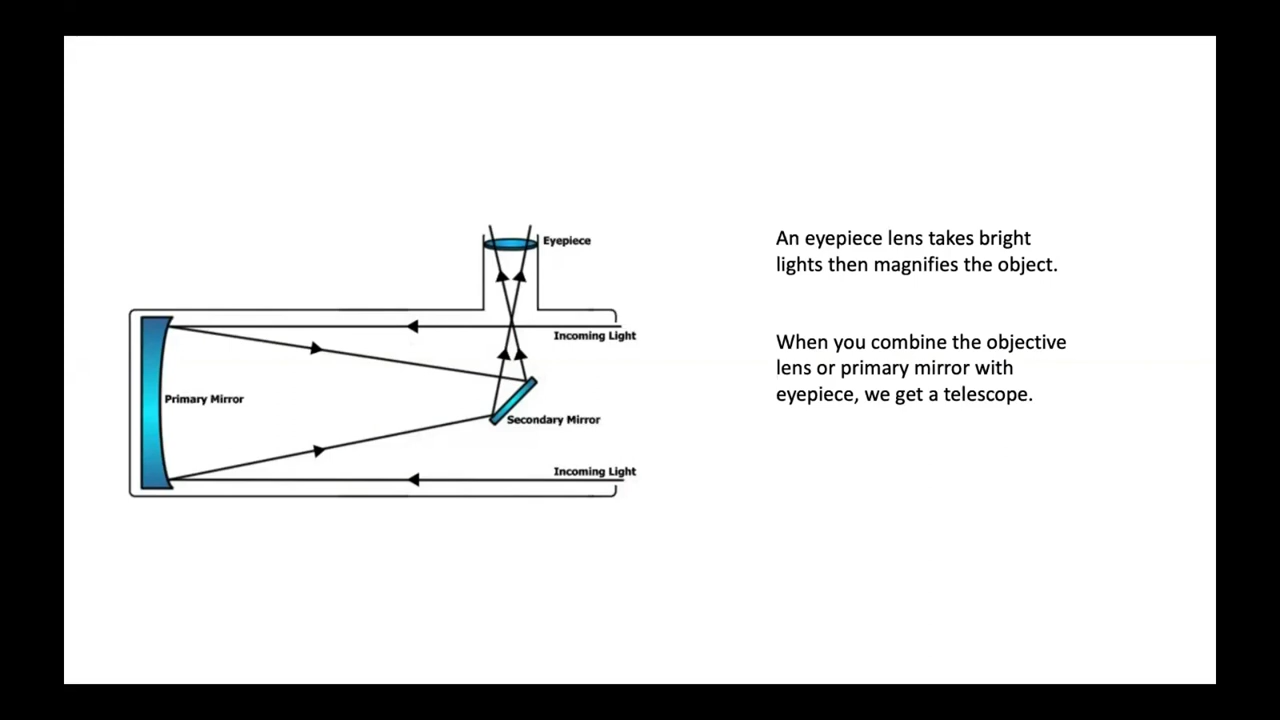 Eyepiece
Incoming Light
Primary Mirror
Secondary Mirror
Incoming Light
An eyepiece lens takes bright
lights then magnifies the object.
When you combine the objective
lens or primary mirror with
eyepiece, we get a telescope.